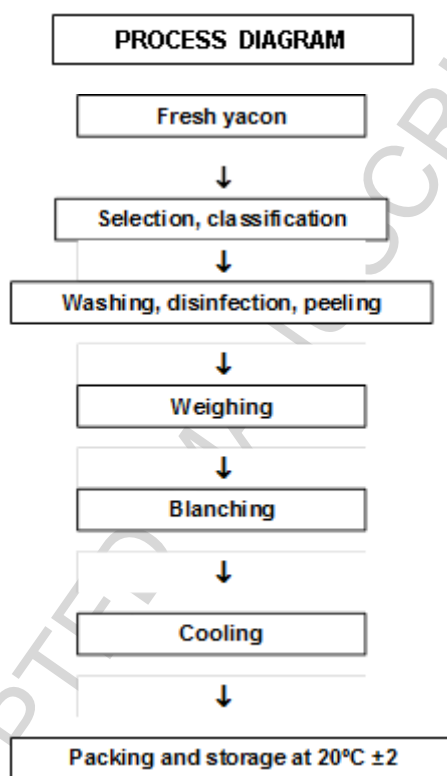 PROCESS DIAGRAM
Fresh yacon
↓
Selection, classification
↓
Washing, disinfection, peeling
↓
Weighing
↓
Blanching
↓
Cooling
↓
Packing and storage at 20ºC ±2